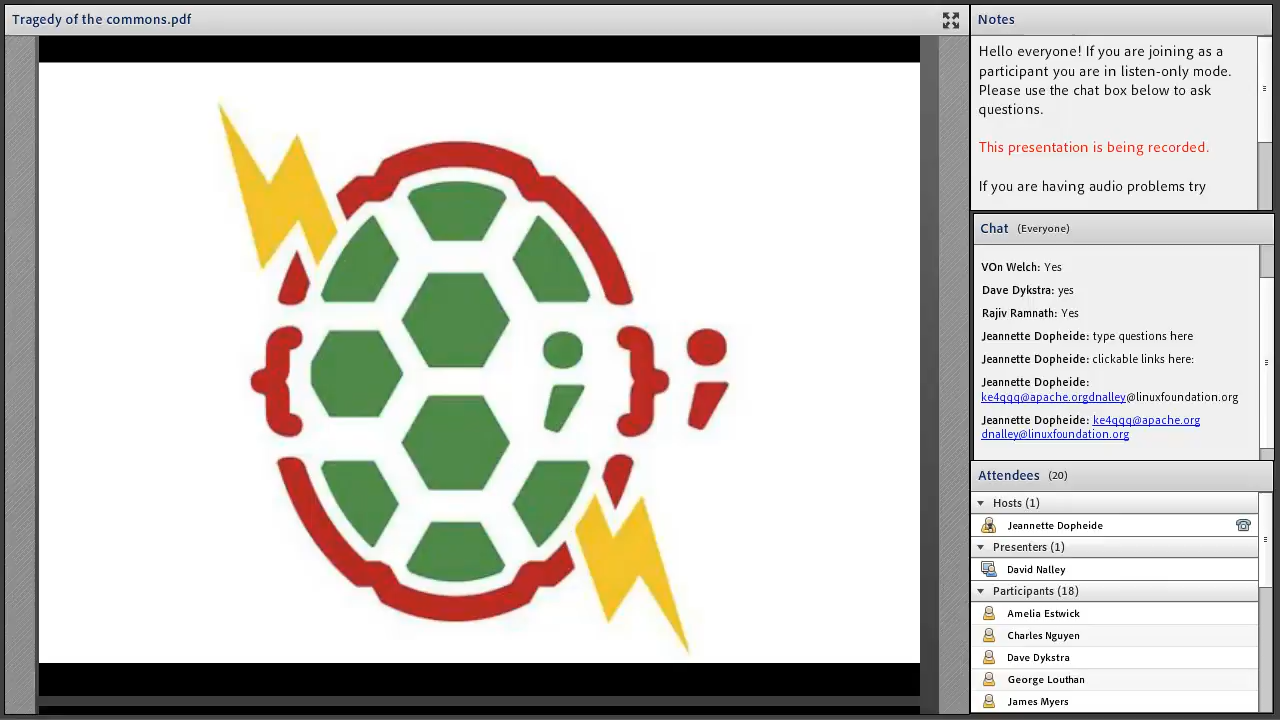 Tragedy of the commons.pdf
{ ; } ;
Notes
Hello everyone! If you are joining as a
participant you are in listen-only mode.
Please use the chat box below to ask
questions.
This presentation is being recorded.
If you are having audio problems try
Chat (Everyone)
VOn Welch: Yes
Dave Dykstra: yes
Rajiv Ramnath: Yes
Jeannette Dopheide: type questions here
Jeannette Dopheide: clickable links here:
Jeannette Dopheide:
ke4qqq@apache.orgdnalley@linuxfoundation.org
Jeannette Dopheide: ke4qqq@apache.org
dnalley@linuxfoundation.org
Attendees (20)
Hosts (1)
Jeannette Dopheide
Presenters (1)
David Nalley
Participants (18)
Amelia Estwick
Charles Nguyen
Dave Dykstra
George Louthan
James Myers